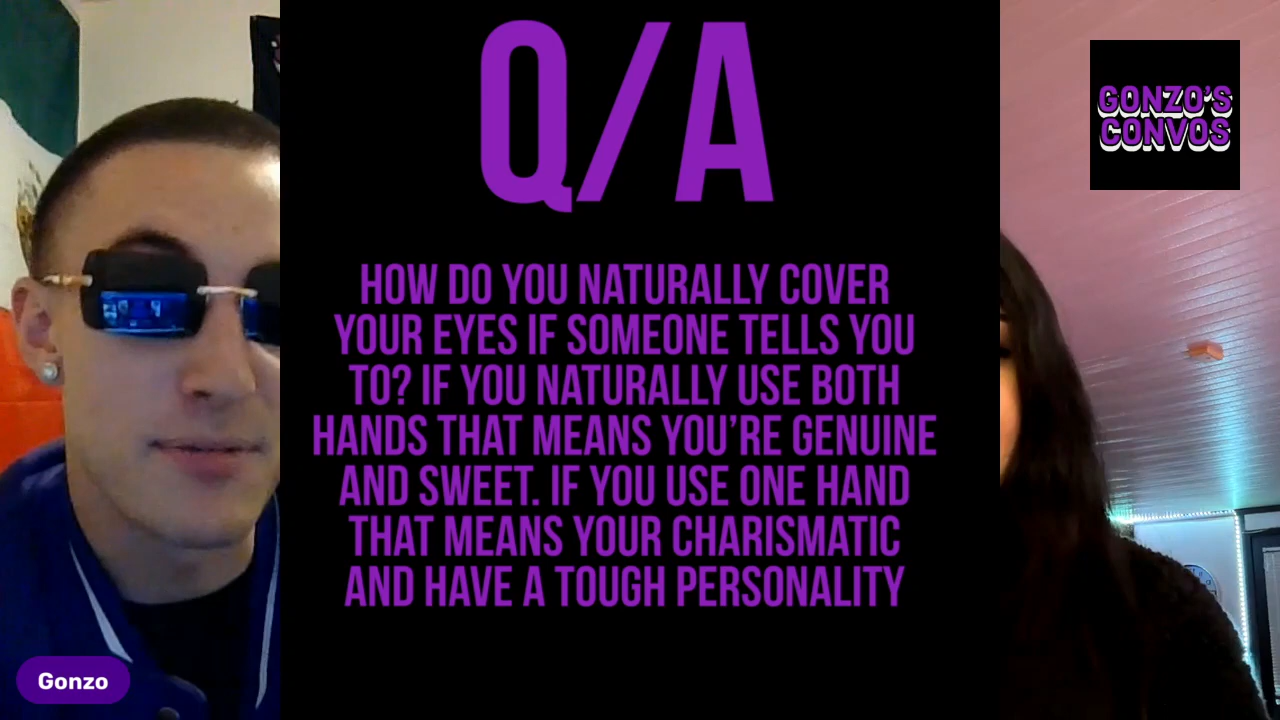 Q/A
GONZO'S
CONVOS
HOW DO YOU NATURALLY COVER
YOUR EYES IF SOMEONE TELLS YOU
TO? IF YOU NATURALLY USE BOTH
HANDS THAT MEANS YOU'RE GENUINE
AND SWEET. IF YOU USE ONE HAND
THAT MEANS YOUR CHARISMATIC
AND HAVE A TOUGH PERSONALITY
Gonzo